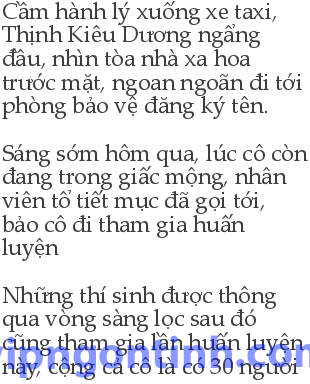 Cầm hành lý xuống xe taxi,
Thịnh Kiêu Dương ngẩng
đầu, nhìn tòa nhà xa hoa
trước mặt, ngoan ngoãn đi tới
phòng bảo vệ đăng ký tên.
Sáng sớm hôm qua, lúc cô còn
đang trong giấc mộng, nhân
viên tổ tiết mục đã gọi tới,
bảo cô đi tham gia huấn
luyện
Những thí sinh được thông
qua vòng sàng lọc sau đó
cũng tham gia lần huấn luyện
này, cộng cả cô là có 30 người
vipngontinh.com